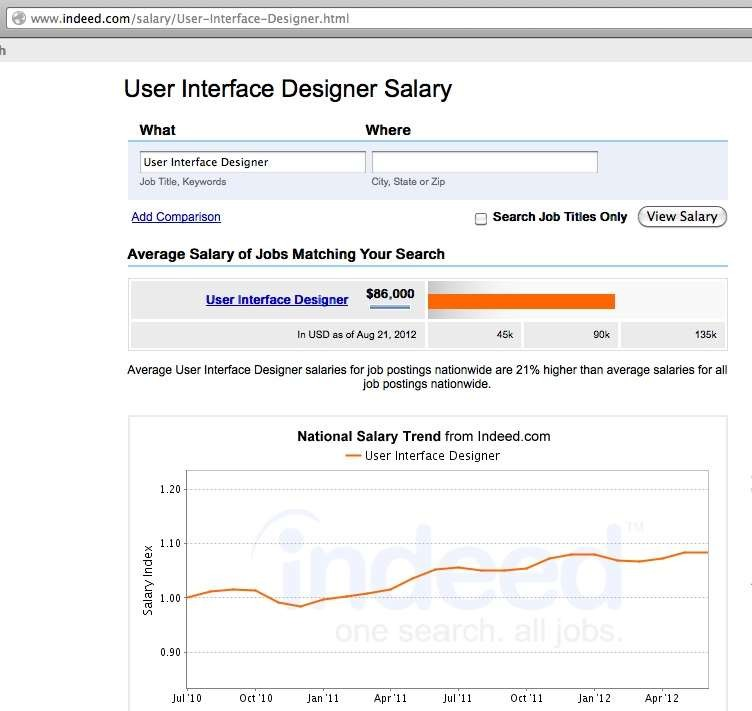 www.indeed.com/salary/User-Interface-Designer.html
h
User Interface Designer Salary
What Where
User Interface Designer
Job Title, Keywords City, State or Zip
Add Comparison Search Job Titles Only View Salary
Average Salary of Jobs Matching Your Search
User Interface Designer $86,000
In USD as of Aug 21, 2012 45k 90k 135k
Average User Interface Designer salaries for job postings nationwide are 21% higher than average salaries for all
job postings nationwide.
National Salary Trend from Indeed.com
User Interface Designer
1.20
1.10
1.00
0.90
Salary Index
indeed™
one search. all jobs.
Jul '10 Oct '10 Jan '11 Apr '11 Jul '11 Oct '11 Jan '12 Apr '12